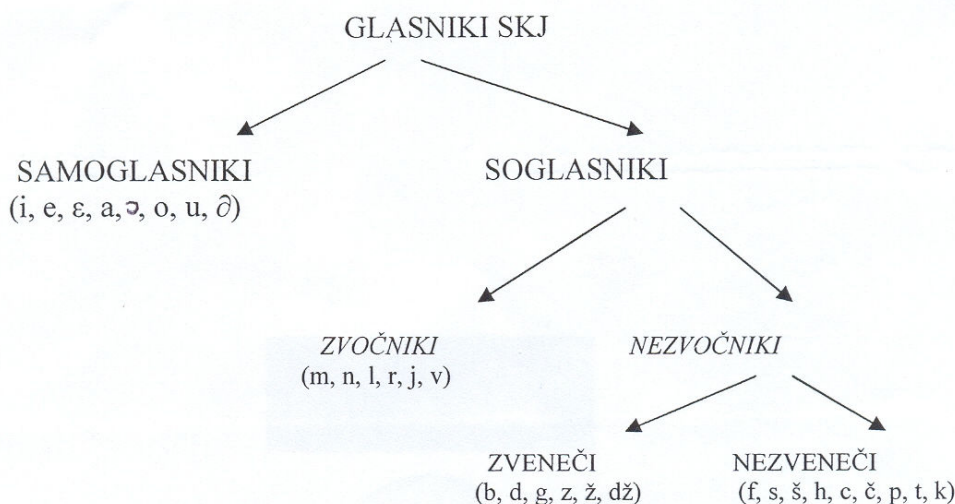 GLASNIKI SKJ
SAMOGLASNIKI
(i, e, ε, a, ɔ, o, u, ∂)
SOGLASNIKI
ZVOČNIKI
(m, n, l, r, j, v)
NEZVOČNIKI
ZVENEČI
(b, d, g, z, ž, dž)
NEZVENEČI
(f, s, š, h, c, č, p, t, k)